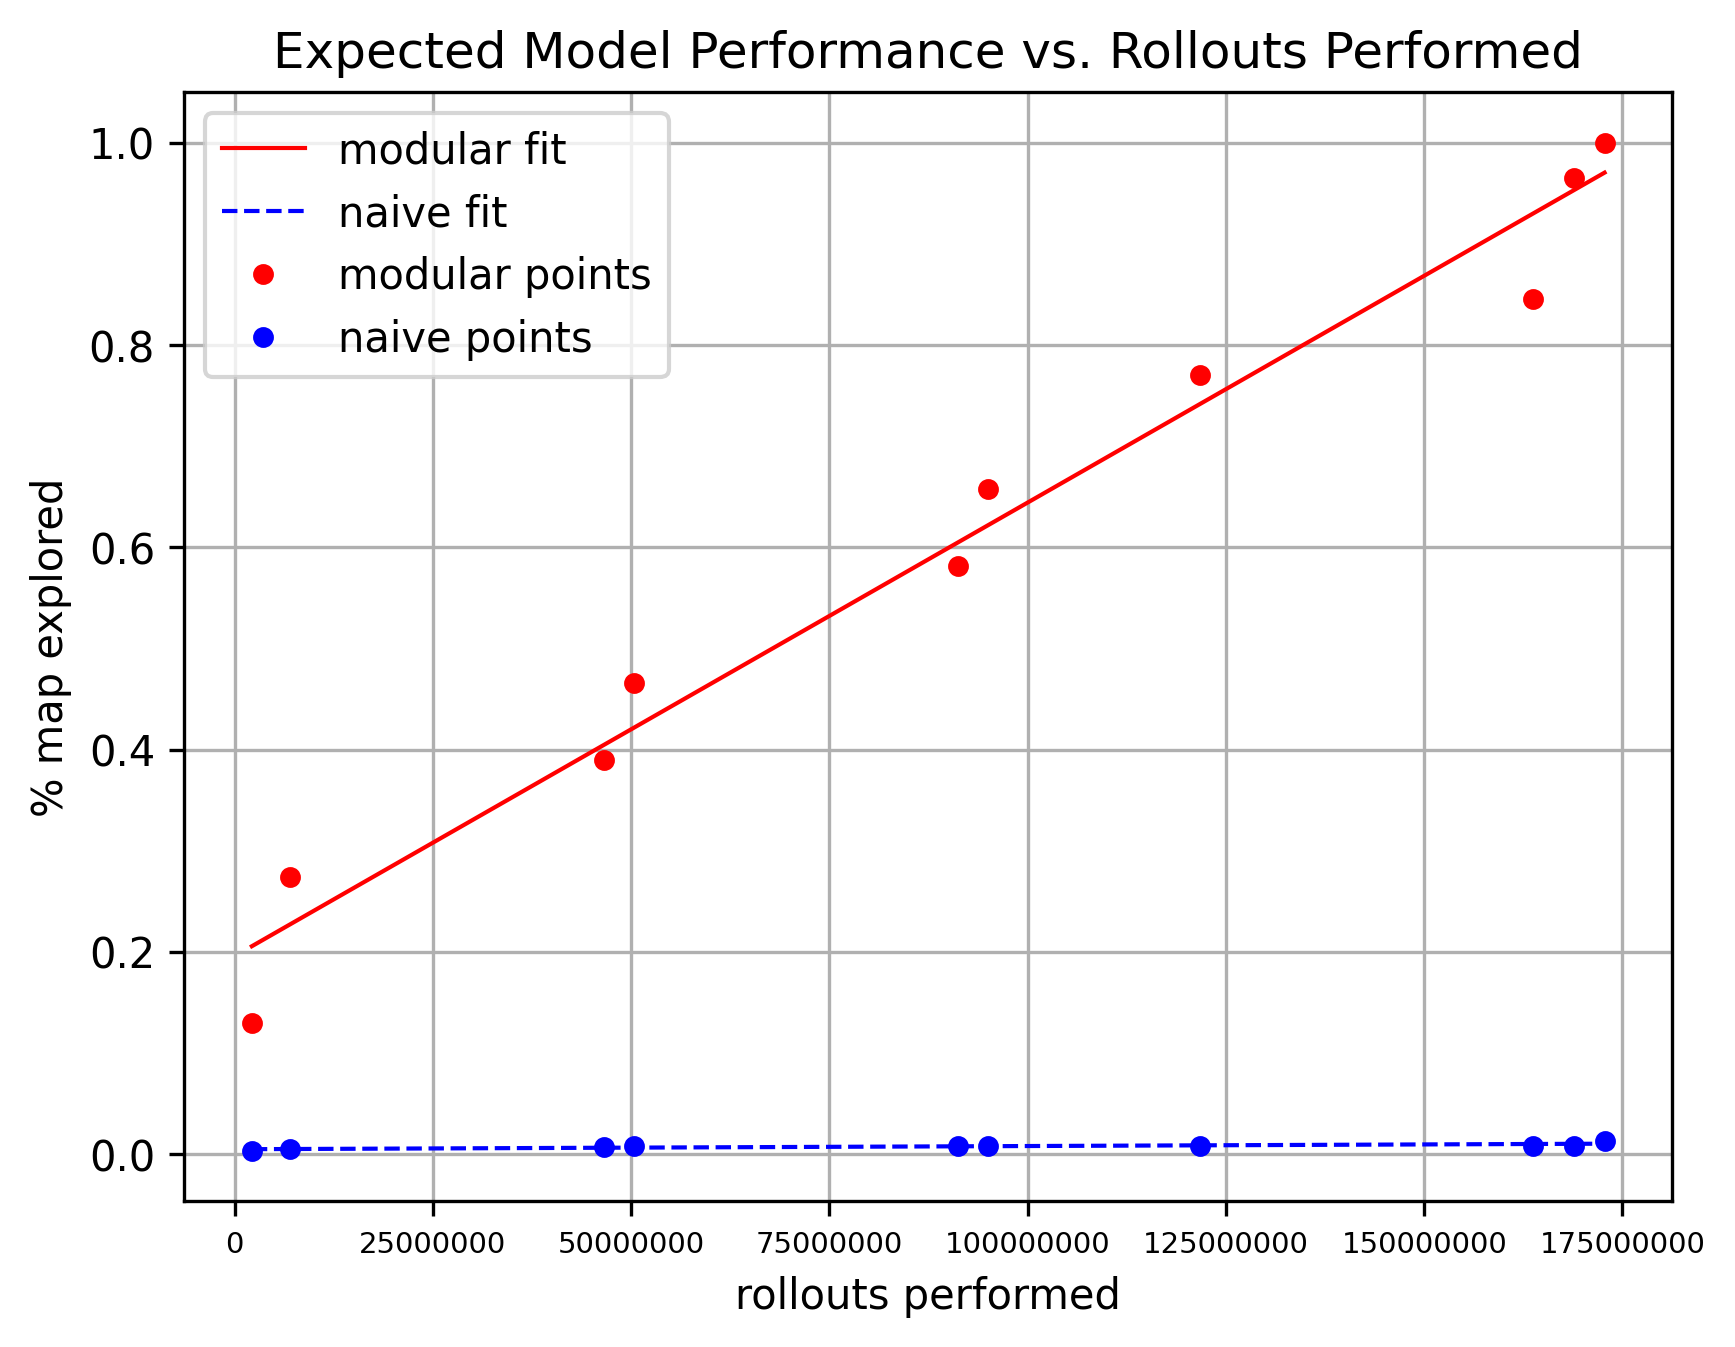 Expected Model Performance vs. Rollouts Performed
modular fit
naive fit
modular points
naive points
1.0
0.8
0.6
0.4
0.2
0.0
% map explored
0 25000000 50000000 75000000 100000000 125000000 150000000 175000000
rollouts performed